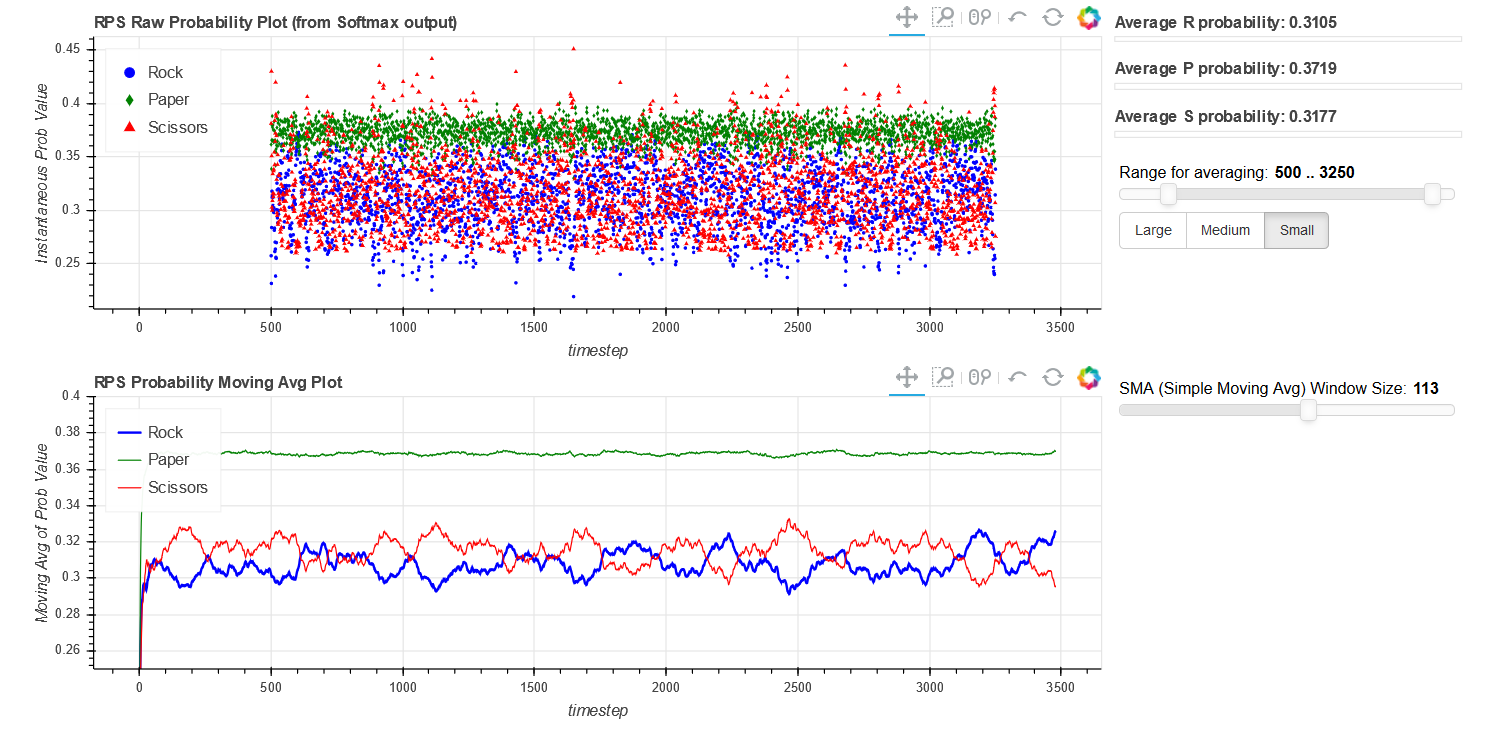 RPS Raw Probability Plot (from Softmax output)
Instantaneous Prob Value
0.45
0.4
0.35
0.3
0.25
Rock
Paper
Scissors
0 500 1000 1500 2000 2500 3000 3500
timestep
Average R probability: 0.3105
Average P probability: 0.3719
Average S probability: 0.3177
Range for averaging: 500 .. 3250
Large Medium Small
RPS Probability Moving Avg Plot
Moving Avg of Prob Value
0.4
0.38
0.36
0.34
0.32
0.3
0.28
0.26
Rock
Paper
Scissors
0 500 1000 1500 2000 2500 3000 3500
timestep
SMA (Simple Moving Avg) Window Size: 113